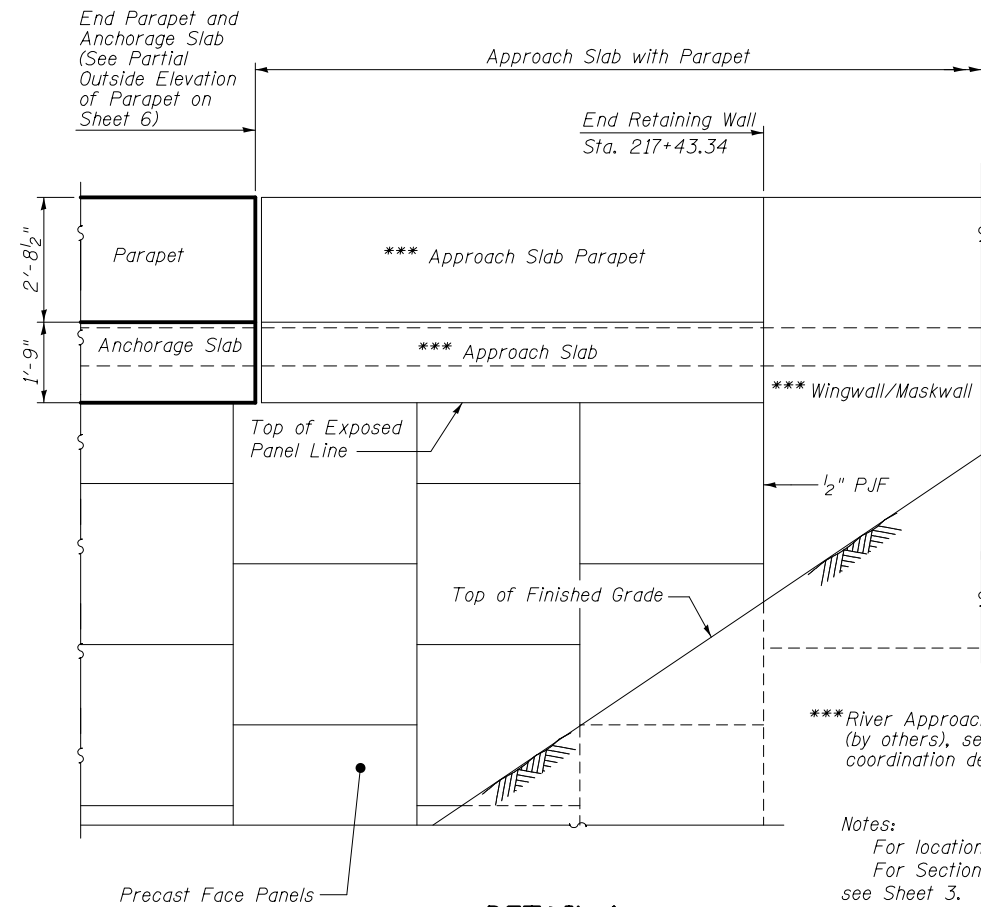 End Parapet and
Anchorage Slab
(See Partial
Outside Elevation
of Parapet on
Sheet 6)
Approach Slab with Parapet
End Retaining Wall
Sta. 217+43.34
2'-8½"
Parapet
*** Approach Slab Parapet
1'-9"
Anchorage Slab
*** Approach Slab
*** Wingwall/Maskwall
Top of Exposed
Panel Line
½" PJF
Top of Finished Grade
***River Approach
(by others), se
coordination de
Notes:
For location
For Section
see Sheet 3.
Precast Face Panels